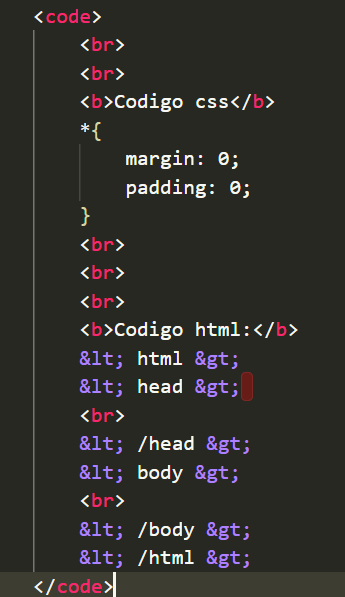 <code>
<br>
<br>
<b>Codigo css</b>
*{
margin: 0;
padding: 0;
}
<br>
<br>
<br>
<b>Codigo html:</b>
&lt; html &gt;
&lt; head &gt;
<br>
&lt; /head &gt;
&lt; body &gt;
<br>
&lt; /body &gt;
&lt; /html &gt;
</code>